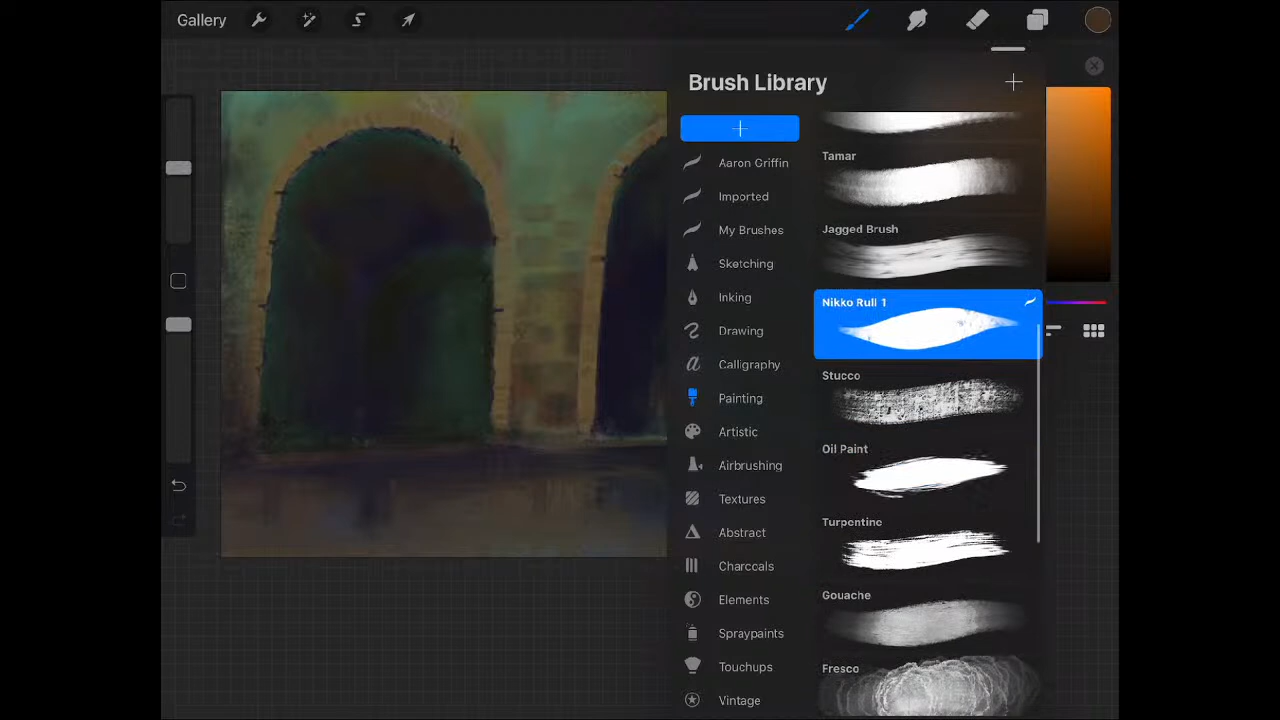 Gallery
Brush Library
Aaron Griffin
Imported
My Brushes
Sketching
Inking
Drawing
Calligraphy
Painting
Artistic
Airbrushing
Textures
Abstract
Charcoals
Elements
Spraypaints
Touchups
Vintage
Tamar
Jagged Brush
Nikko Rull 1
Stucco
Oil Paint
Turpentine
Gouache
Fresco